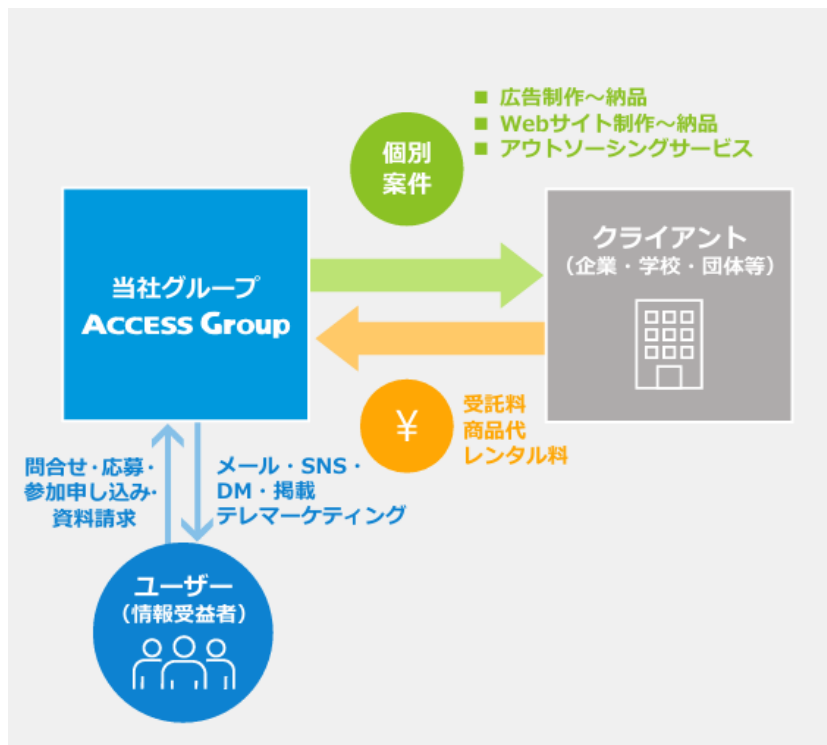 ■ 広告制作～納品
■ Webサイト制作～納品
■ アウトソーシングサービス
個別
案件
当社グループ
ACCESS Group
クライアント
（企業・学校・団体等）
¥
受託料
商品代
レンタル料
問合せ・応募・
参加申し込み・
資料請求
メール・SNS・
DM・掲載
テレマーケティング
ユーザー
（情報受益者）